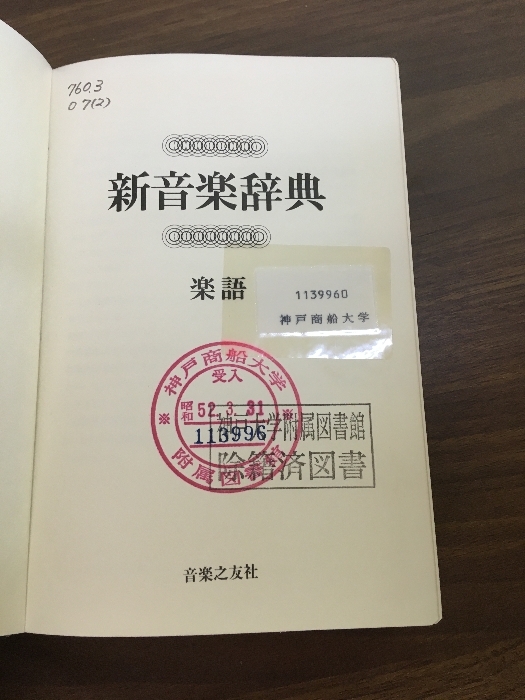 760.3
O 7(2)
新音楽辞典
楽語
1139960
神戸商船大学
※ 神戸商船大学 ※
受入
昭和 52.3.31
113996
附属図書館
神戸大学附属図書館
除籍済図書
音楽之友社